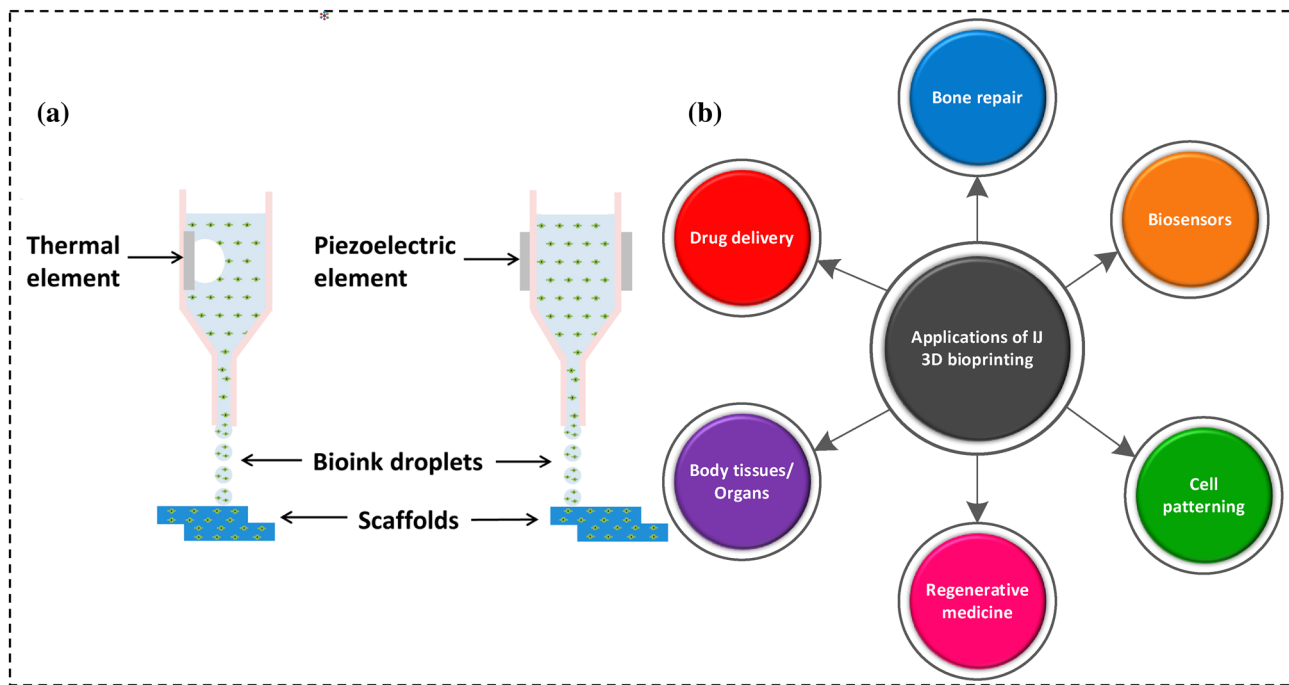 (a)
Thermal
element
Piezoelectric
element
Bioink droplets
Scaffolds
(b)
Bone repair
Biosensors
Drug delivery
Applications of IJ
3D bioprinting
Body tissues/
Organs
Cell
patterning
Regenerative
medicine